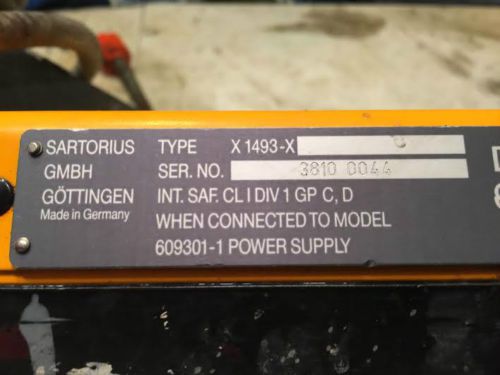 SARTORIUS TYPE X 1493-X
GMBH SER. NO. 3810 0044
GÖTTINGEN INT. SAF. CL I DIV 1 GP C, D
Made in Germany WHEN CONNECTED TO MODEL
609301-1 POWER SUPPLY